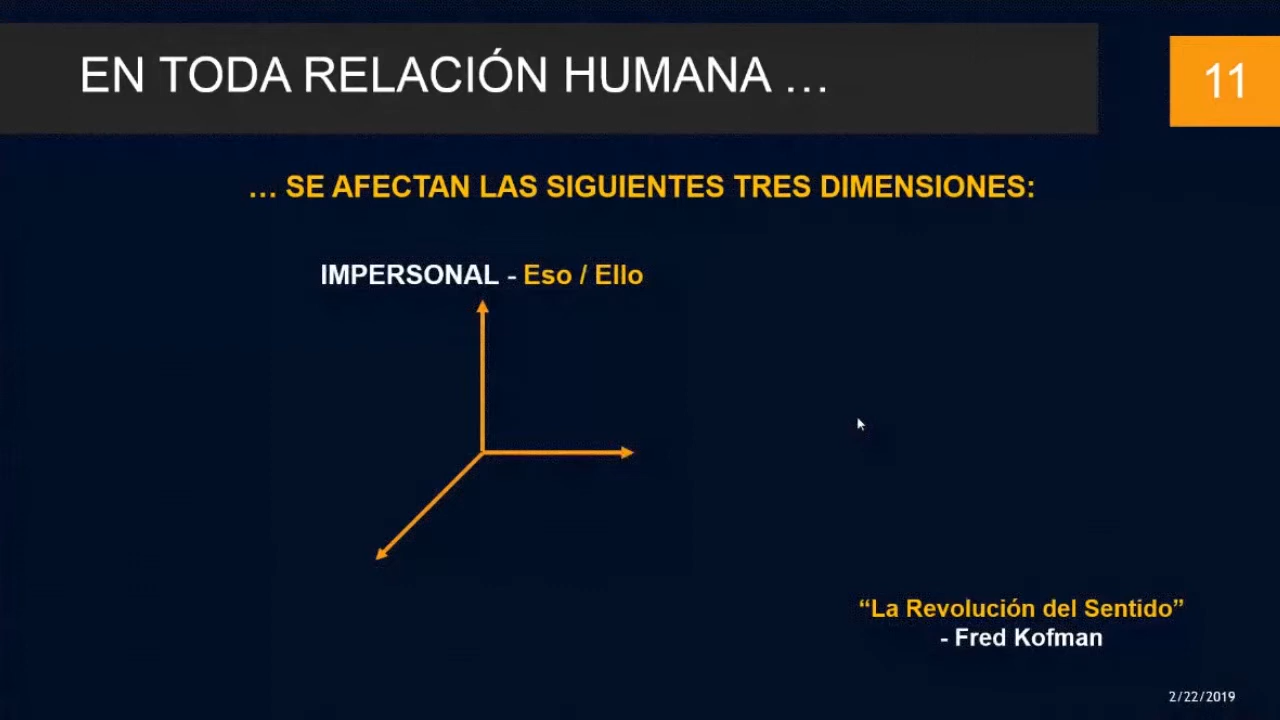 EN TODA RELACIÓN HUMANA …
11
… SE AFECTAN LAS SIGUIENTES TRES DIMENSIONES:
IMPERSONAL - Eso / Ello
“La Revolución del Sentido”
- Fred Kofman
2/22/2019